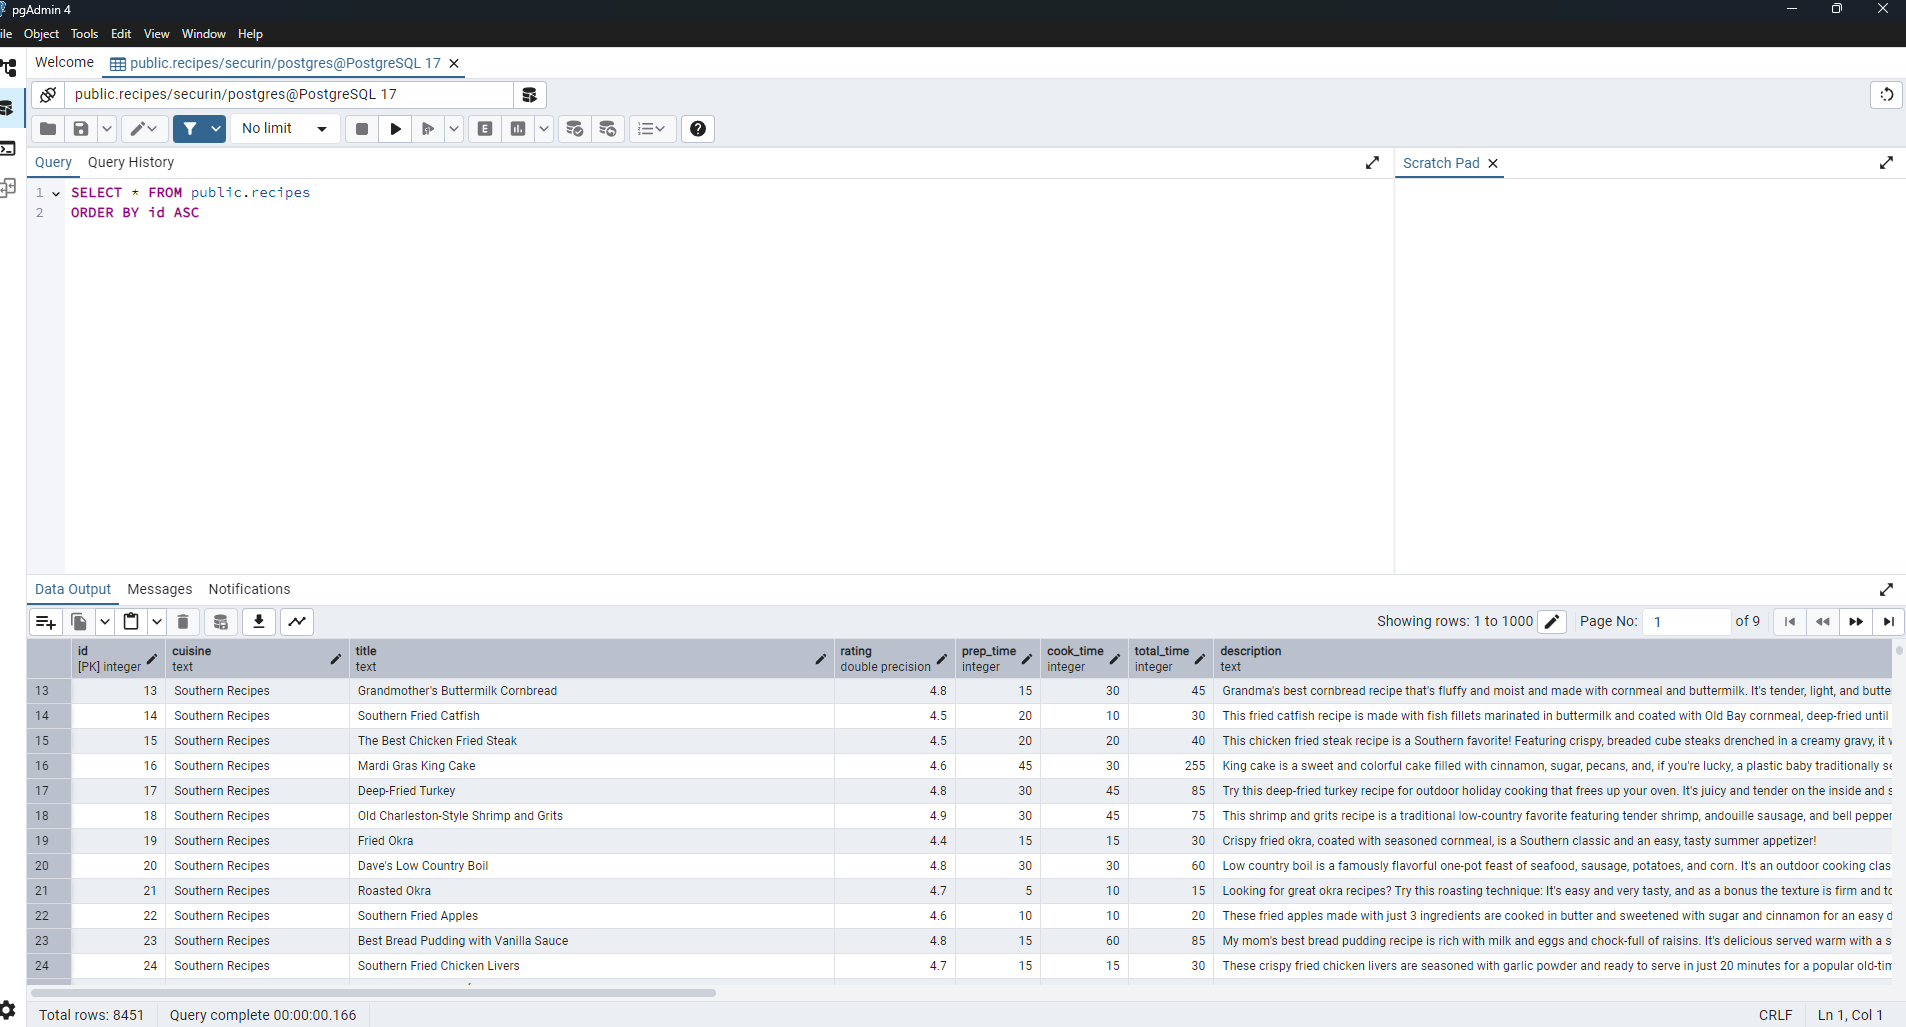 pgAdmin 4
ile Object Tools Edit View Window Help
Welcome public.recipes/securin/postgres@PostgreSQL 17
public.recipes/securin/postgres@PostgreSQL 17
No limit
Query Query History
Scratch Pad
1 SELECT * FROM public.recipes
2 ORDER BY id ASC
Data Output Messages Notifications
Showing rows: 1 to 1000 Page No: 1 of 9
id cuisine title rating prep_time cook_time total_time description
[PK] integer text text double precision integer integer integer text
13 13 Southern Recipes Grandmother's Buttermilk Cornbread 4.8 15 30 45 Grandma's best cornbread recipe that's fluffy and moist and made with cornmeal and buttermilk. It's tender, light, and butte
14 14 Southern Recipes Southern Fried Catfish 4.5 20 10 30 This fried catfish recipe is made with fish fillets marinated in buttermilk and coated with Old Bay cornmeal, deep-fried until
15 15 Southern Recipes The Best Chicken Fried Steak 4.5 20 20 40 This chicken fried steak recipe is a Southern favorite! Featuring crispy, breaded cube steaks drenched in a creamy gravy, it
16 16 Southern Recipes Mardi Gras King Cake 4.6 45 30 255 King cake is a sweet and colorful cake filled with cinnamon, sugar, pecans, and, if you're lucky, a plastic baby traditionally se
17 17 Southern Recipes Deep-Fried Turkey 4.8 30 45 85 Try this deep-fried turkey recipe for outdoor holiday cooking that frees up your oven. It's juicy and tender on the inside and s
18 18 Southern Recipes Old Charleston-Style Shrimp and Grits 4.9 30 45 75 This shrimp and grits recipe is a traditional low-country favorite featuring tender shrimp, andouille sausage, and bell pepper
19 19 Southern Recipes Fried Okra 4.4 15 15 30 Crispy fried okra, coated with seasoned cornmeal, is a Southern classic and an easy, tasty summer appetizer!
20 20 Southern Recipes Dave's Low Country Boil 4.8 30 30 60 Low country boil is a famously flavorful one-pot feast of seafood, sausage, potatoes, and corn. It's an outdoor cooking clas
21 21 Southern Recipes Roasted Okra 4.7 5 10 15 Looking for great okra recipes? Try this roasting technique: It's easy and very tasty, and as a bonus the texture is firm and to
22 22 Southern Recipes Southern Fried Apples 4.6 10 10 20 These fried apples made with just 3 ingredients are cooked in butter and sweetened with sugar and cinnamon for an easy d
23 23 Southern Recipes Best Bread Pudding with Vanilla Sauce 4.8 15 60 85 My mom's best bread pudding recipe is rich with milk and eggs and chock-full of raisins. It's delicious served warm with a s
24 24 Southern Recipes Southern Fried Chicken Livers 4.7 15 15 30 These crispy fried chicken livers are seasoned with garlic powder and ready to serve in just 20 minutes for a popular old-tim
Total rows: 8451 Query complete 00:00:00.166 CRLF Ln 1, Col 1